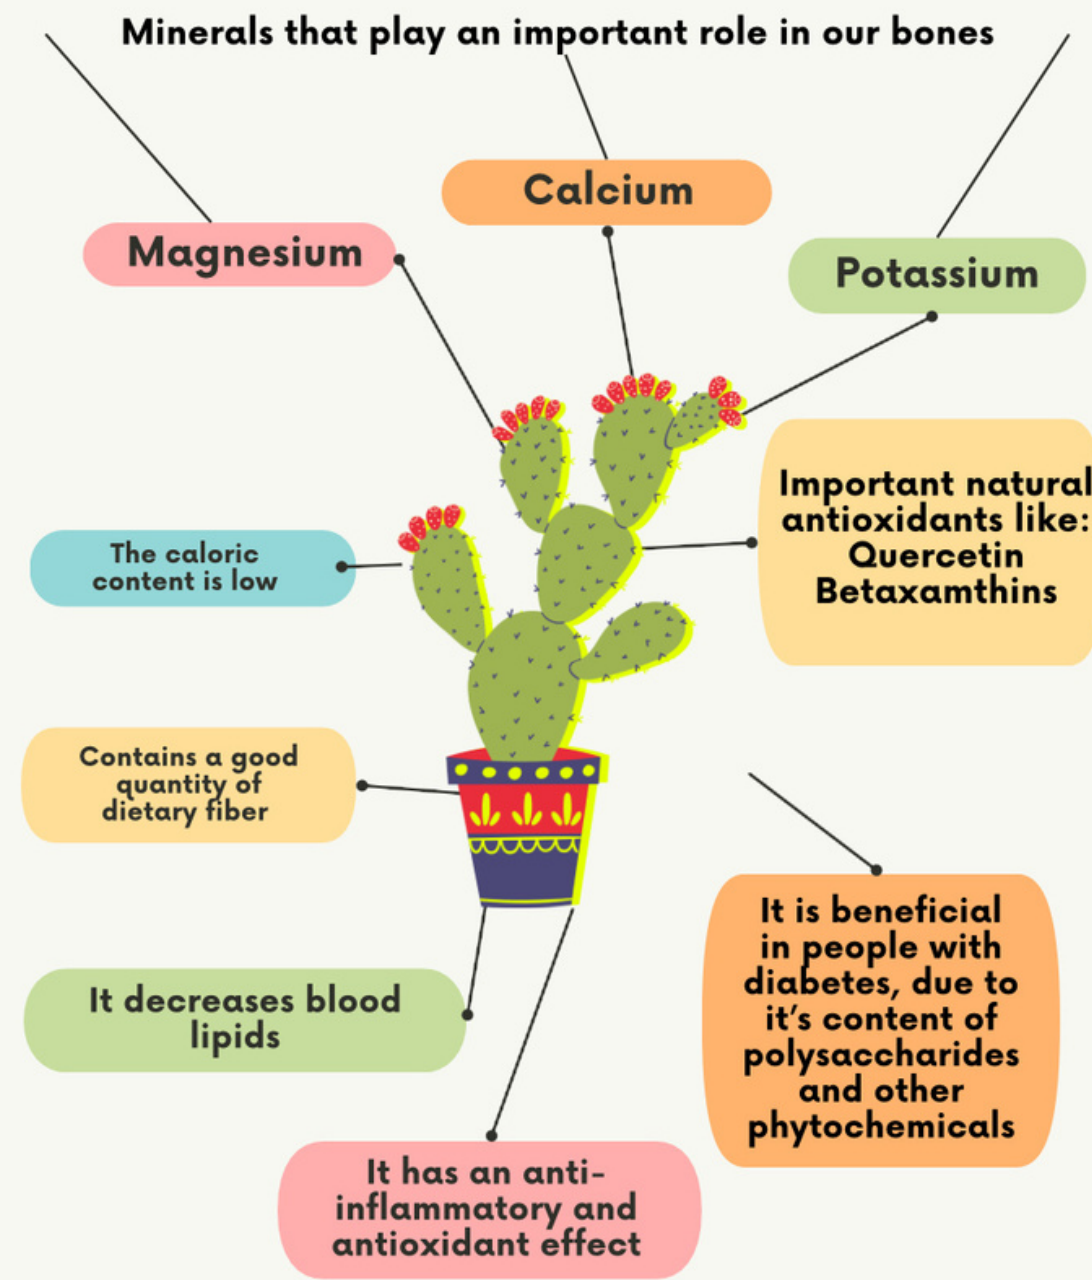 Minerals that play an important role in our bones
Calcium
Magnesium
Potassium
Important natural
antioxidants like:
Quercetin
Betaxamthins
The caloric
content is low
Contains a good
quantity of
dietary fiber
It is beneficial
in people with
diabetes, due to
it's content of
polysaccharides
and other
phytochemicals
It decreases blood
lipids
It has an anti-
inflammatory and
antioxidant effect